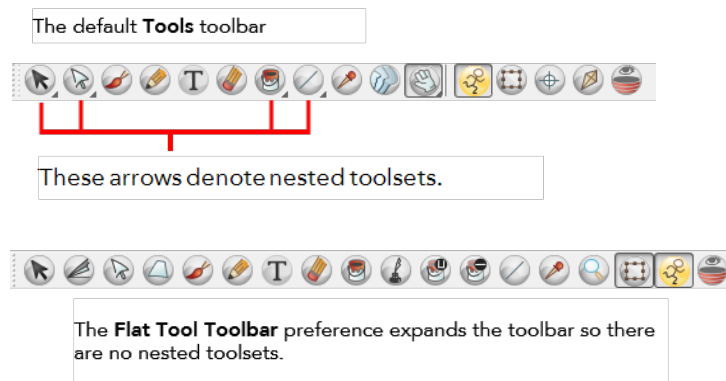 The default Tools toolbar
These arrows denote nested toolsets.
The Flat Tool Toolbar preference expands the toolbar so there
are no nested toolsets.